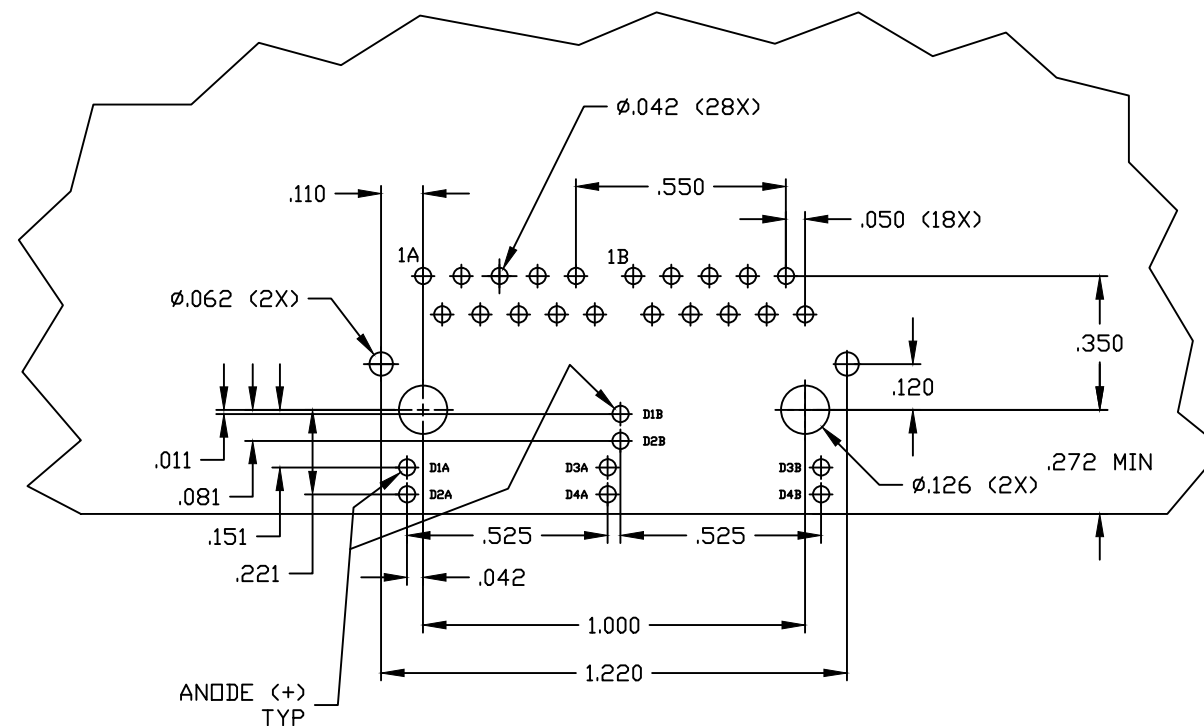 Ø.042 (28X)
.110
.550
.050 (18X)
1A
1B
Ø.062 (2X)
.350
.120
D1B
.011
D2B
.272 MIN
D1A
D3A
D3B
.081
Ø.126 (2X)
D2A
D4A
D4B
.151
.525
.525
.221
.042
1.000
1.220
ANODE (+)
TYP